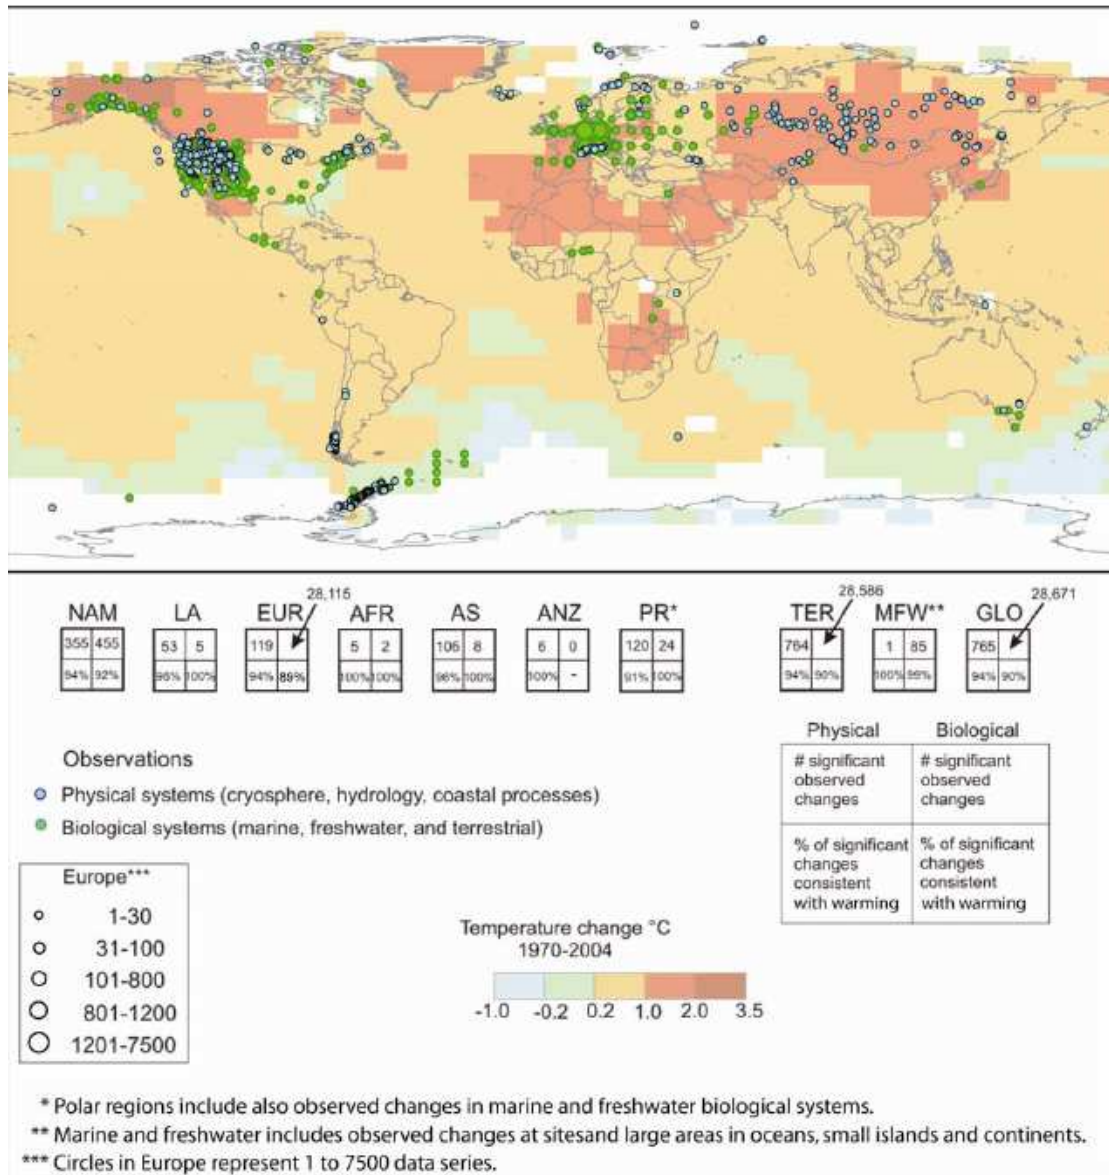 28,115
28,586
28,671
NAM LA EUR AFR AS ANZ PR* TER MFW** GLO
355 455 53 5 119 5 2 106 8 6 0 120 24 764 1 85 765
94% 92% 98% 100% 94% 89% 100% 100% 96% 100% 100% - 91% 100% 94% 90% 100% 99% 94% 90%
Physical Biological
# significant observed changes
# significant observed changes
% of significant changes consistent with warming
% of significant changes consistent with warming
Observations
Physical systems (cryosphere, hydrology, coastal processes)
Biological systems (marine, freshwater, and terrestrial)
Europe***
1-30
31-100
101-800
801-1200
1201-7500
Temperature change °C
1970-2004
-1.0 -0.2 0.2 1.0 2.0 3.5
* Polar regions include also observed changes in marine and freshwater biological systems.
** Marine and freshwater includes observed changes at sitesand large areas in oceans, small islands and continents.
*** Circles in Europe represent 1 to 7500 data series.